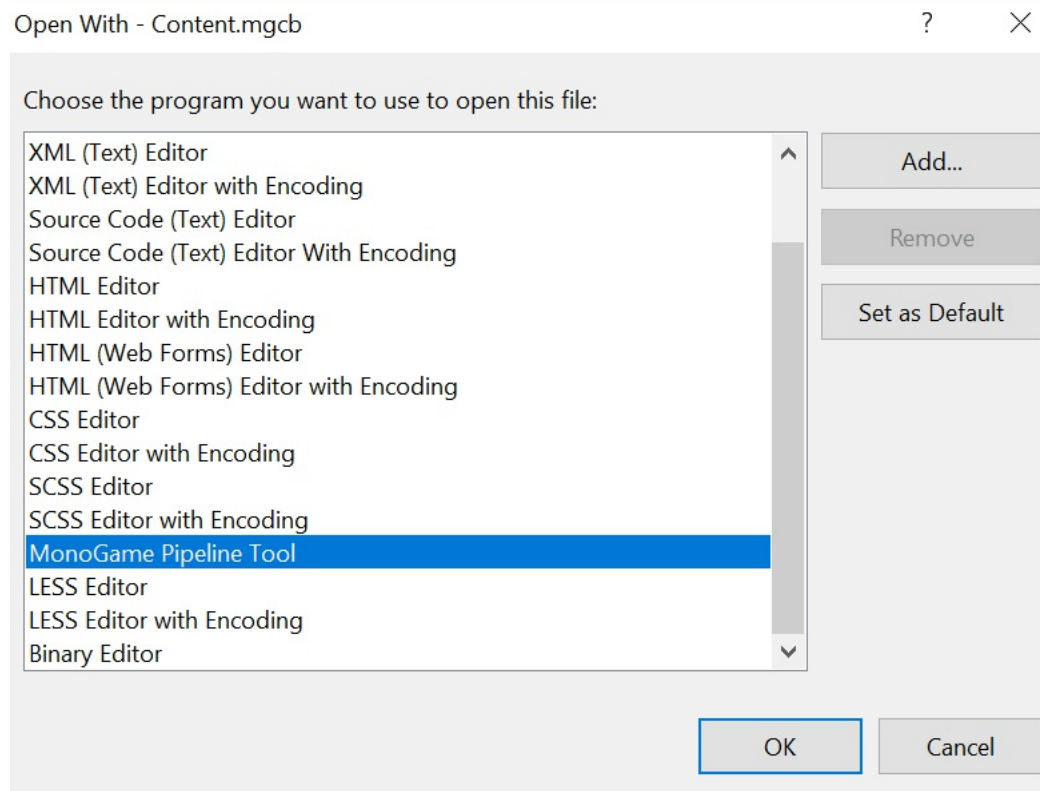 Open With - Content.mgcb
?
Choose the program you want to use to open this file:
XML (Text) Editor
XML (Text) Editor with Encoding
Source Code (Text) Editor
Source Code (Text) Editor With Encoding
HTML Editor
HTML Editor with Encoding
HTML (Web Forms) Editor
HTML (Web Forms) Editor with Encoding
CSS Editor
CSS Editor with Encoding
SCSS Editor
SCSS Editor with Encoding
MonoGame Pipeline Tool
LESS Editor
LESS Editor with Encoding
Binary Editor
Add...
Remove
Set as Default
OK
Cancel